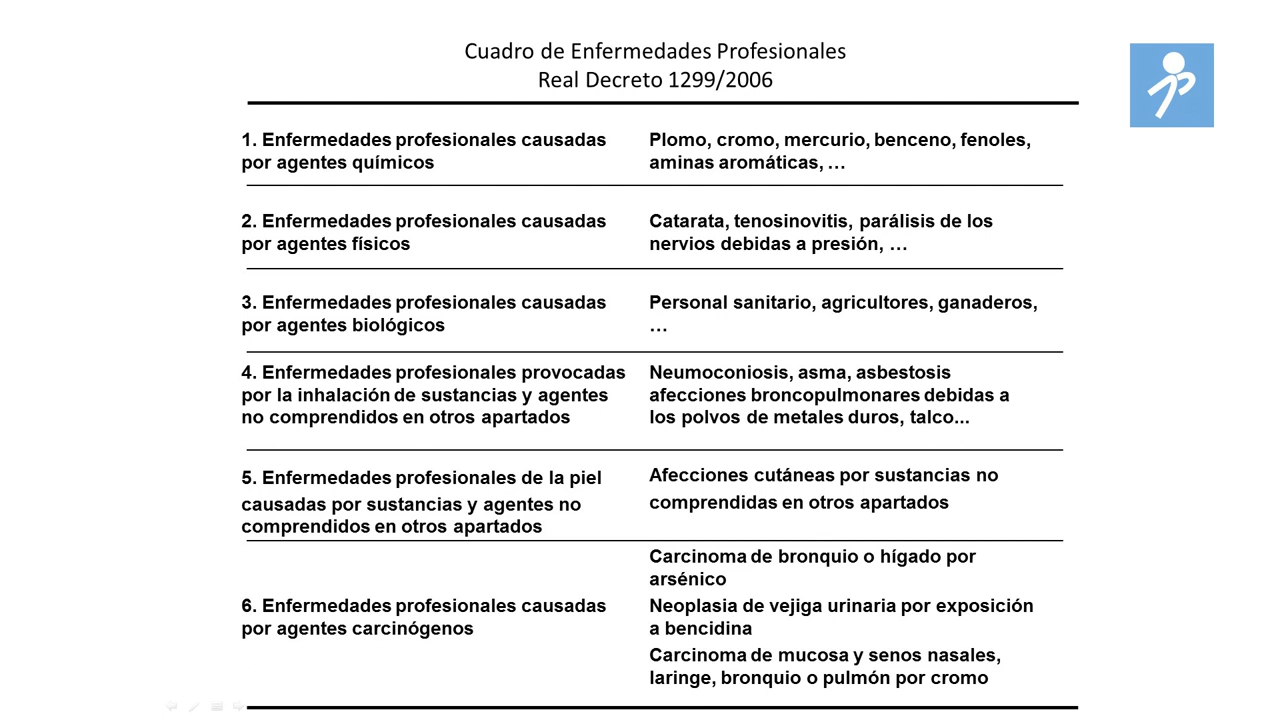 Cuadro de Enfermedades Profesionales
Real Decreto 1299/2006
1. Enfermedades profesionales causadas
por agentes químicos
Plomo, cromo, mercurio, benceno, fenoles,
aminas aromáticas, …
2. Enfermedades profesionales causadas
por agentes físicos
Catarata, tenosinovitis, parálisis de los
nervios debidas a presión, …
3. Enfermedades profesionales causadas
por agentes biológicos
Personal sanitario, agricultores, ganaderos,
…
4. Enfermedades profesionales provocadas
por la inhalación de sustancias y agentes
no comprendidos en otros apartados
Neumoconiosis, asma, asbestosis
afecciones broncopulmonares debidas a
los polvos de metales duros, talco...
5. Enfermedades profesionales de la piel
causadas por sustancias y agentes no
comprendidos en otros apartados
Afecciones cutáneas por sustancias no
comprendidas en otros apartados
6. Enfermedades profesionales causadas
por agentes carcinógenos
Carcinoma de bronquio o hígado por
arsénico
Neoplasia de vejiga urinaria por exposición
a bencidina
Carcinoma de mucosa y senos nasales,
laringe, bronquio o pulmón por cromo